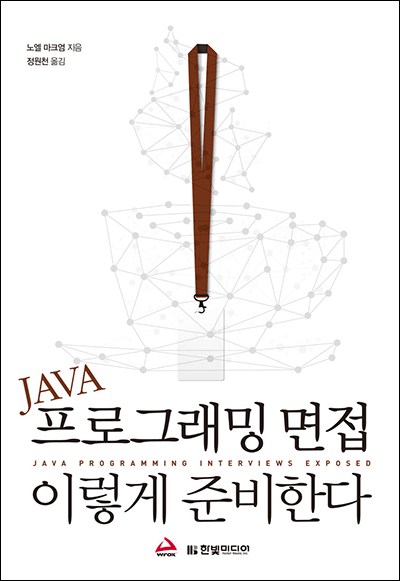 노엘 마크엄 지음
정원천 옮김
JAVA
프로그래밍 면접
JAVA PROGRAMMING INTERVIEWS EXPOSED
이렇게 준비한다
wrox
한빛미디어